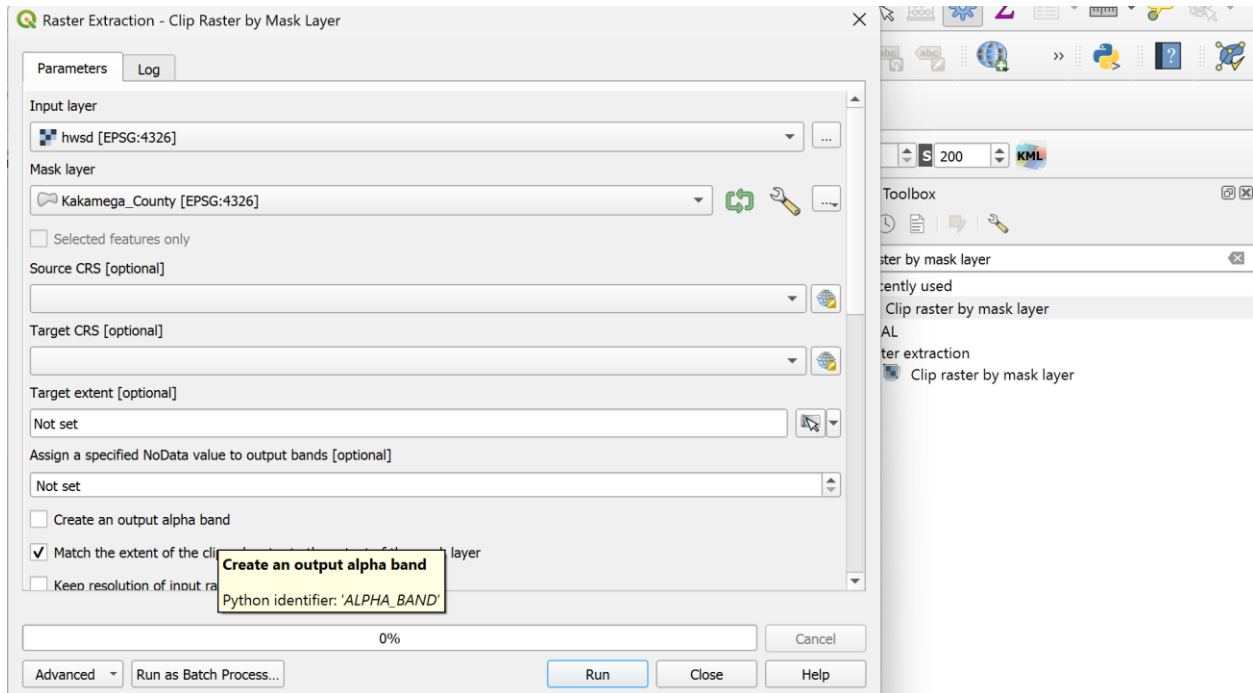 Raster Extraction - Clip Raster by Mask Layer
Parameters
Log
Input layer
hwsd [EPSG:4326]
...
Mask layer
Kakamega_County [EPSG:4326]
...
Selected features only
Source CRS [optional]
Target CRS [optional]
Target extent [optional]
Not set
Assign a specified NoData value to output bands [optional]
Not set
Create an output alpha band
Match the extent of the
layer
Create an output alpha band
Keep resolution of input
Python identifier: 'ALPHA_BAND'
0%
Cancel
Advanced
Run as Batch Process...
Run
Close
Help
abc
abc
>>
?
S 200
KML
Toolbox
ster by mask layer
cently used
Clip raster by mask layer
AL
ter extraction
Clip raster by mask layer